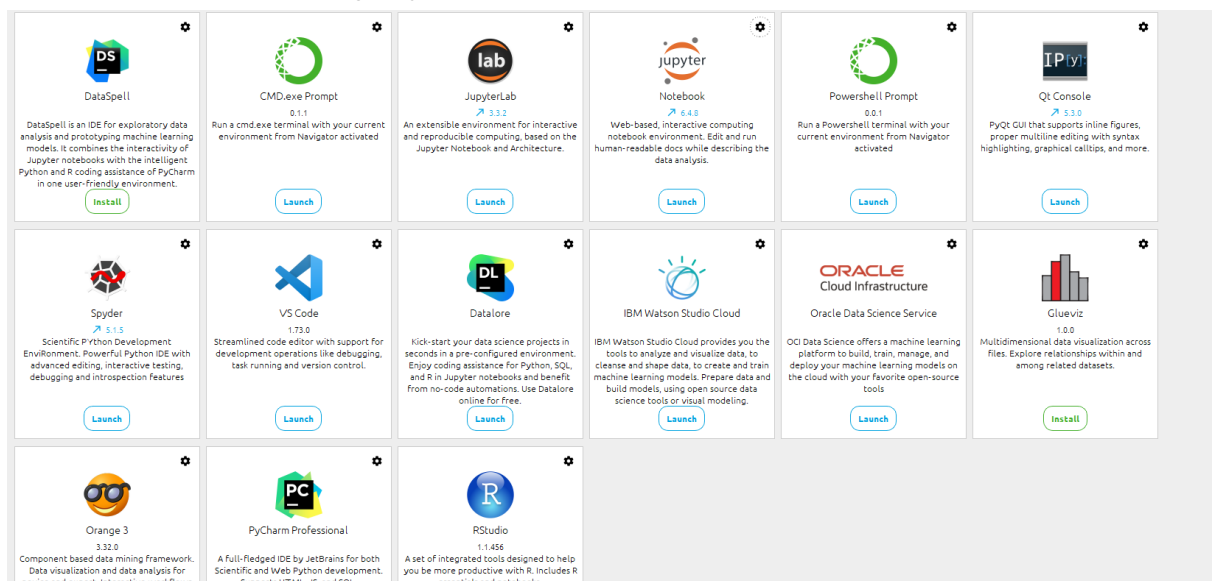 DS
DataSpell
DataSpell is an IDE for exploratory data
analysis and prototyping machine learning
models. It combines the interactivity of
Jupyter notebooks with the intelligent
Python and R coding assistance of PyCharm
in one user-friendly environment.
Install
CMD.exe Prompt
0.1.1
Run a cmd.exe terminal with your current
environment from Navigator activated
Launch
lab
JupyterLab
3.3.2
An extensible environment for interactive
and reproducible computing, based on the
Jupyter Notebook and Architecture.
Launch
jupyter
Notebook
6.4.8
Web-based, interactive computing
notebook environment. Edit and run
human-readable docs while describing the
data analysis.
Launch
Powershell Prompt
0.0.1
Run a Powershell terminal with your
current environment from Navigator
activated
Launch
IP[y]:
Qt Console
5.3.0
PyQt GUI that supports inline figures,
proper multiline editing with syntax
highlighting, graphical calltips, and more.
Launch
Spyder
5.1.5
Scientific PYthon Development
EnviRonment. Powerful Python IDE with
advanced editing, interactive testing,
debugging and introspection features
Launch
VS Code
1.73.0
Streamlined code editor with support for
development operations like debugging,
task running and version control.
Launch
DL
Datalore
Kick-start your data science projects in
seconds in a pre-configured environment.
Enjoy coding assistance for Python, SQL,
and R in Jupyter notebooks and benefit
from no-code automations. Use Datalore
online for free.
Launch
IBM Watson Studio Cloud
IBM Watson Studio Cloud provides you the
tools to analyze and visualize data, to
cleanse and shape data, to create and train
machine learning models. Prepare data and
build models, using open source data
science tools or visual modeling.
Launch
ORACLE
Cloud Infrastructure
Oracle Data Science Service
OCI Data Science offers a machine learning
platform to build, train, manage, and
deploy your machine learning models on
the cloud with your favorite open-source
tools
Launch
Glueviz
1.0.0
Multidimensional data visualization across
files. Explore relationships within and
among related datasets.
Install
Orange 3
3.32.0
Component based data mining framework.
Data visualization and data analysis for
PC
PyCharm Professional
A full-fledged IDE by JetBrains for both
Scientific and Web Python development.
R
RStudio
1.1.456
A set of integrated tools designed to help
you be more productive with R. Includes R